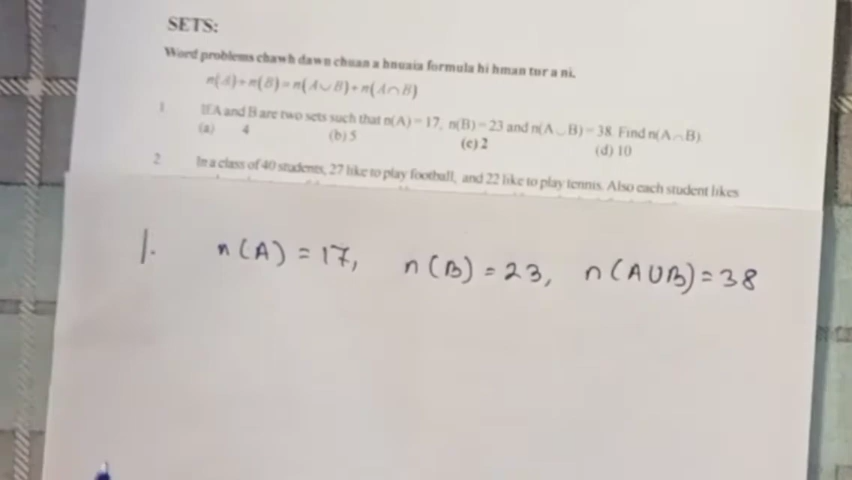 SETS:
Word problems chawh dawn chuan a hnuaia formula hi hman tur a ni.
n(A)+n(B)=n(A∪B)+n(A∩B)
1 If A and B are two sets such that n(A) = 17, n(B) = 23 and n(A∪B) = 38. Find n(A∩B).
(a) 4 (b) 5 (c) 2 (d) 10
2 In a class of 40 students, 27 like to play football, and 22 like to play tennis. Also each student likes
1. n(A) = 17, n(B) = 23, n(A∪B) = 38